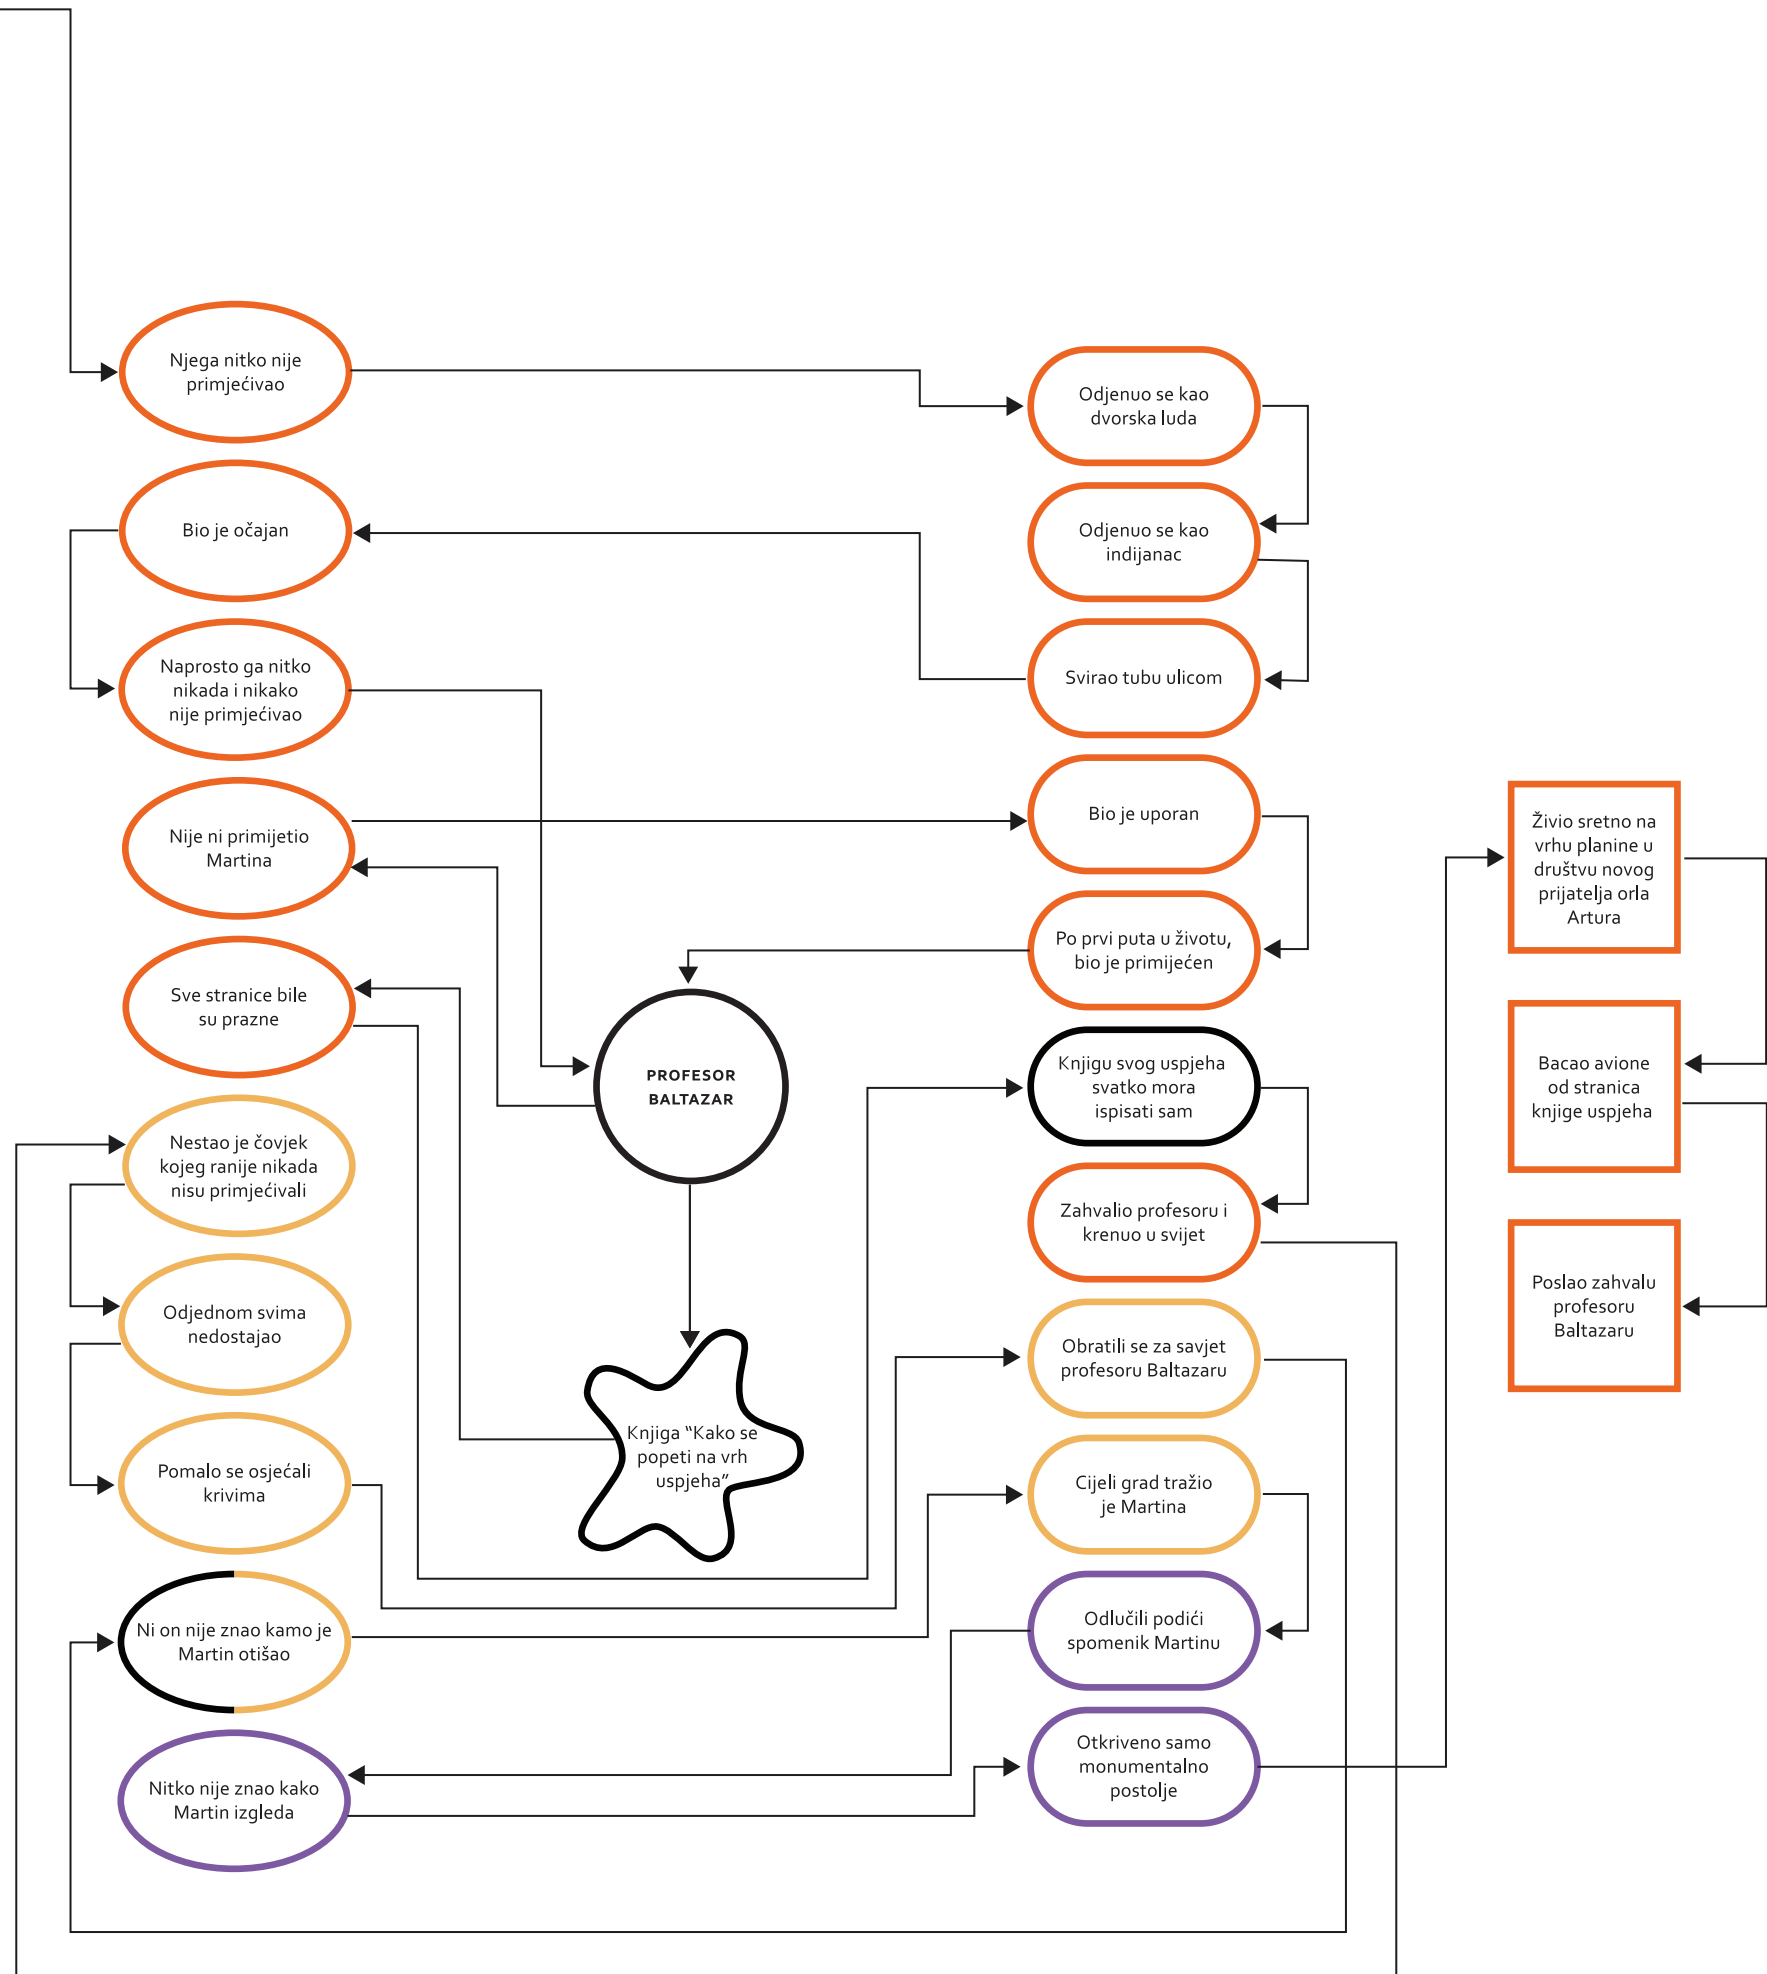 Njega nitko nije
primjećivao
Bio je očajan
Naprosto ga nitko
nikada i nikako
nije primjećivao
Nije ni primijetio
Martina
Sve stranice bile
su prazne
Nestao je čovjek
kojeg ranije nikada
nisu primjećivali
Odjednom svima
nedostajao
Pomalo se osjećali
krivima
Ni on nije znao kamo je
Martin otišao
Nitko nije znao kako
Martin izgleda
PROFESOR
BALTAZAR
Knjiga “Kako se
popeti na vrh
uspjeha”
Odjenuo se kao
dvorska luda
Odjenuo se kao
indijanac
Svirao tubu ulicom
Bio je uporan
Po prvi puta u životu,
bio je primijećen
Knjigu svog uspjeha
svatko mora
ispisati sam
Zahvalio profesoru i
krenuo u svijet
Obratili se za savjet
profesoru Baltazaru
Cijeli grad tražio
je Martina
Odlučili podići
spomenik Martinu
Otkriveno samo
monumentalno
postolje
Živio sretno na
vrhu planine u
društvu novog
prijatelja orla
Artura
Bacao avione
od stranica
knjige uspjeha
Poslao zahvalu
profesoru
Baltazaru